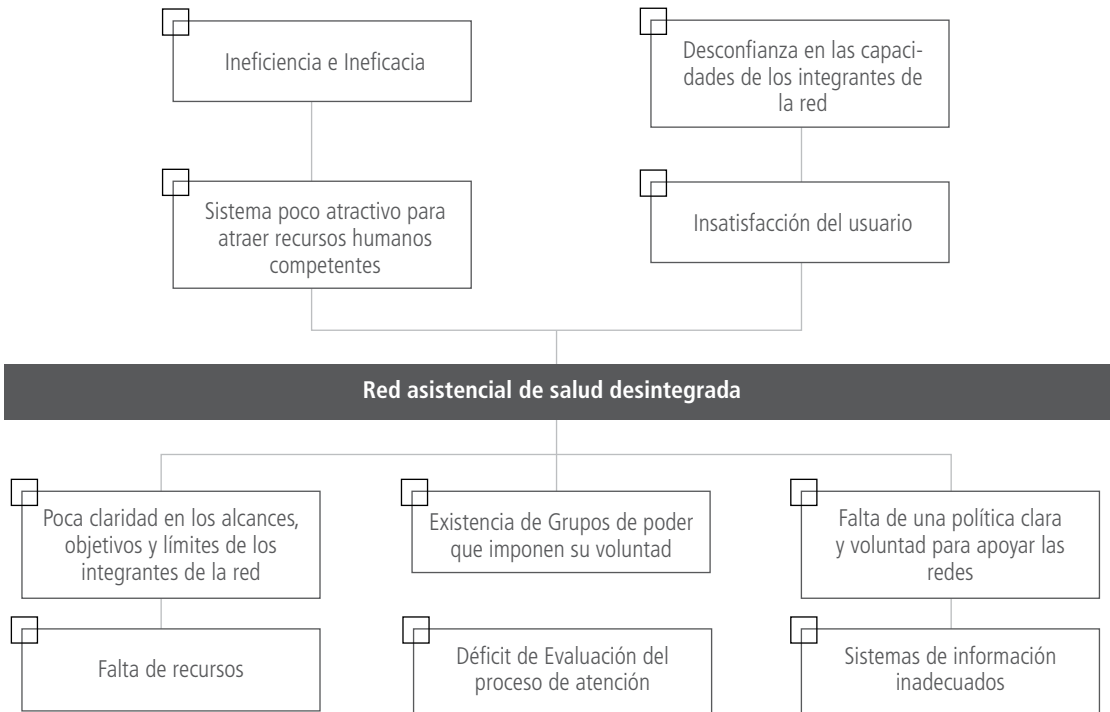 Ineficiencia e Ineficacia
Desconfianza en las capaci-
dades de los integrantes de
la red
Sistema poco atractivo para
atraer recursos humanos
competentes
Insatisfacción del usuario
Red asistencial de salud desintegrada
Poca claridad en los alcances,
objetivos y límites de los
integrantes de la red
Existencia de Grupos de poder
que imponen su voluntad
Falta de una política clara
y voluntad para apoyar las
redes
Falta de recursos
Déficit de Evaluación del
proceso de atención
Sistemas de información
inadecuados